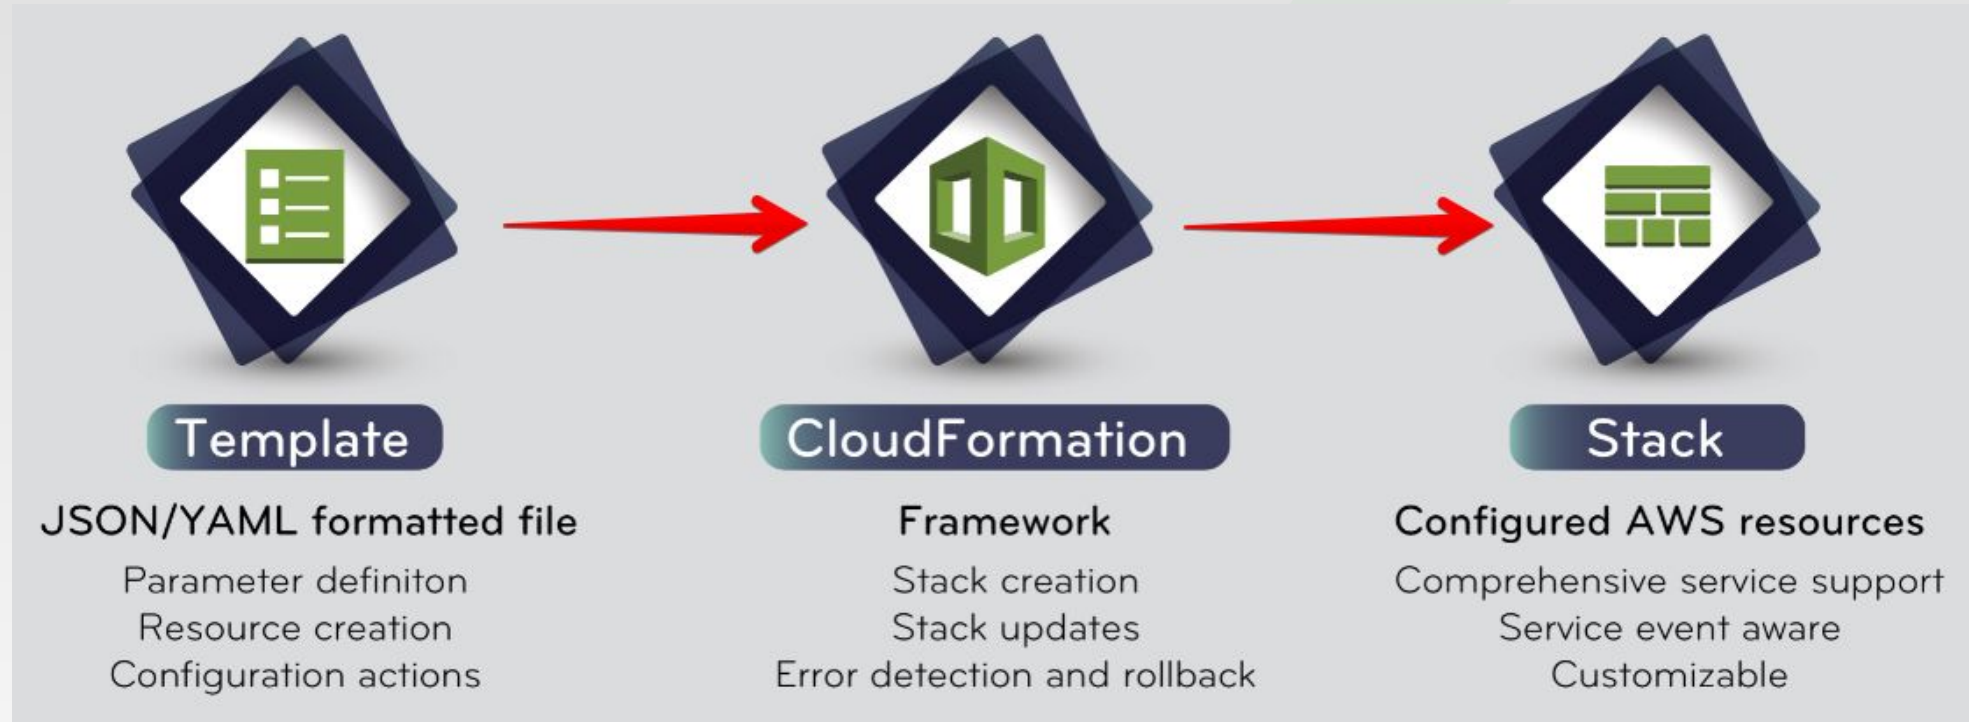 Template
JSON/YAML formatted file
Parameter definiton
Resource creation
Configuration actions
CloudFormation
Framework
Stack creation
Stack updates
Error detection and rollback
Stack
Configured AWS resources
Comprehensive service support
Service event aware
Customizable